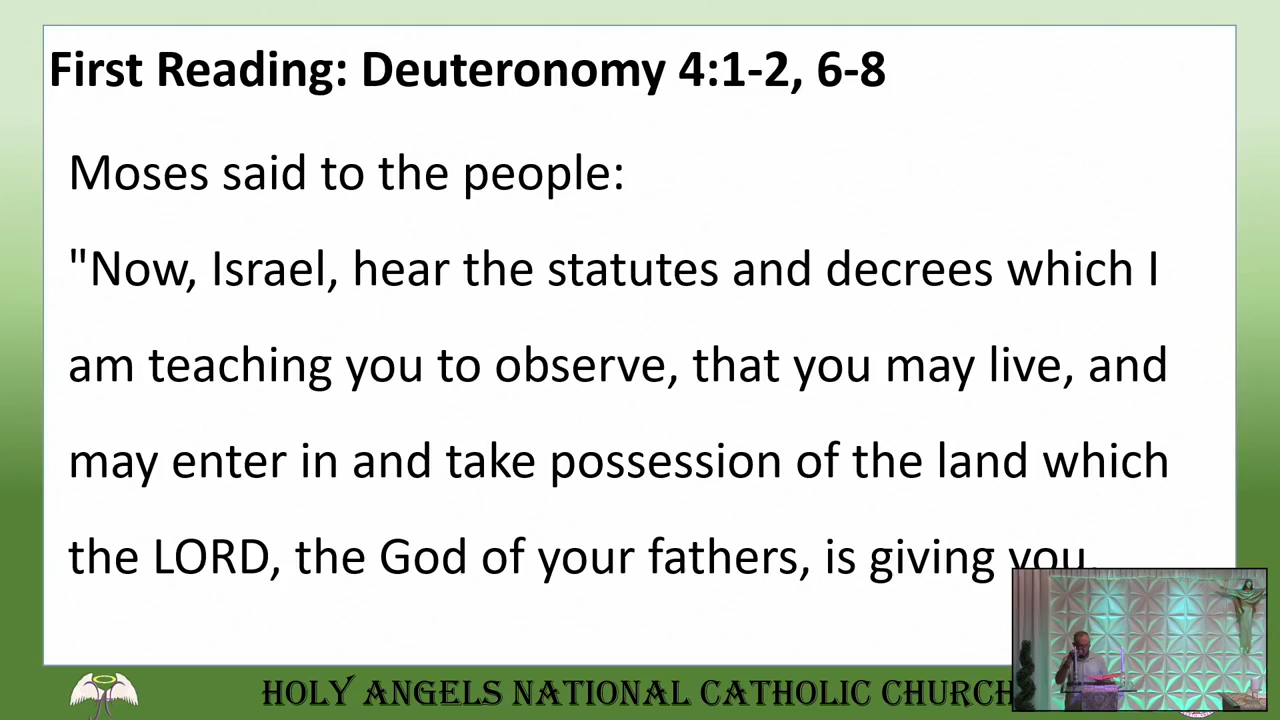 First Reading: Deuteronomy 4:1-2, 6-8
Moses said to the people:
"Now, Israel, hear the statutes and decrees which I
am teaching you to observe, that you may live, and
may enter in and take possession of the land which
the LORD, the God of your fathers, is giving you.
HOLY ANGELS NATIONAL CATHOLIC CHURCH